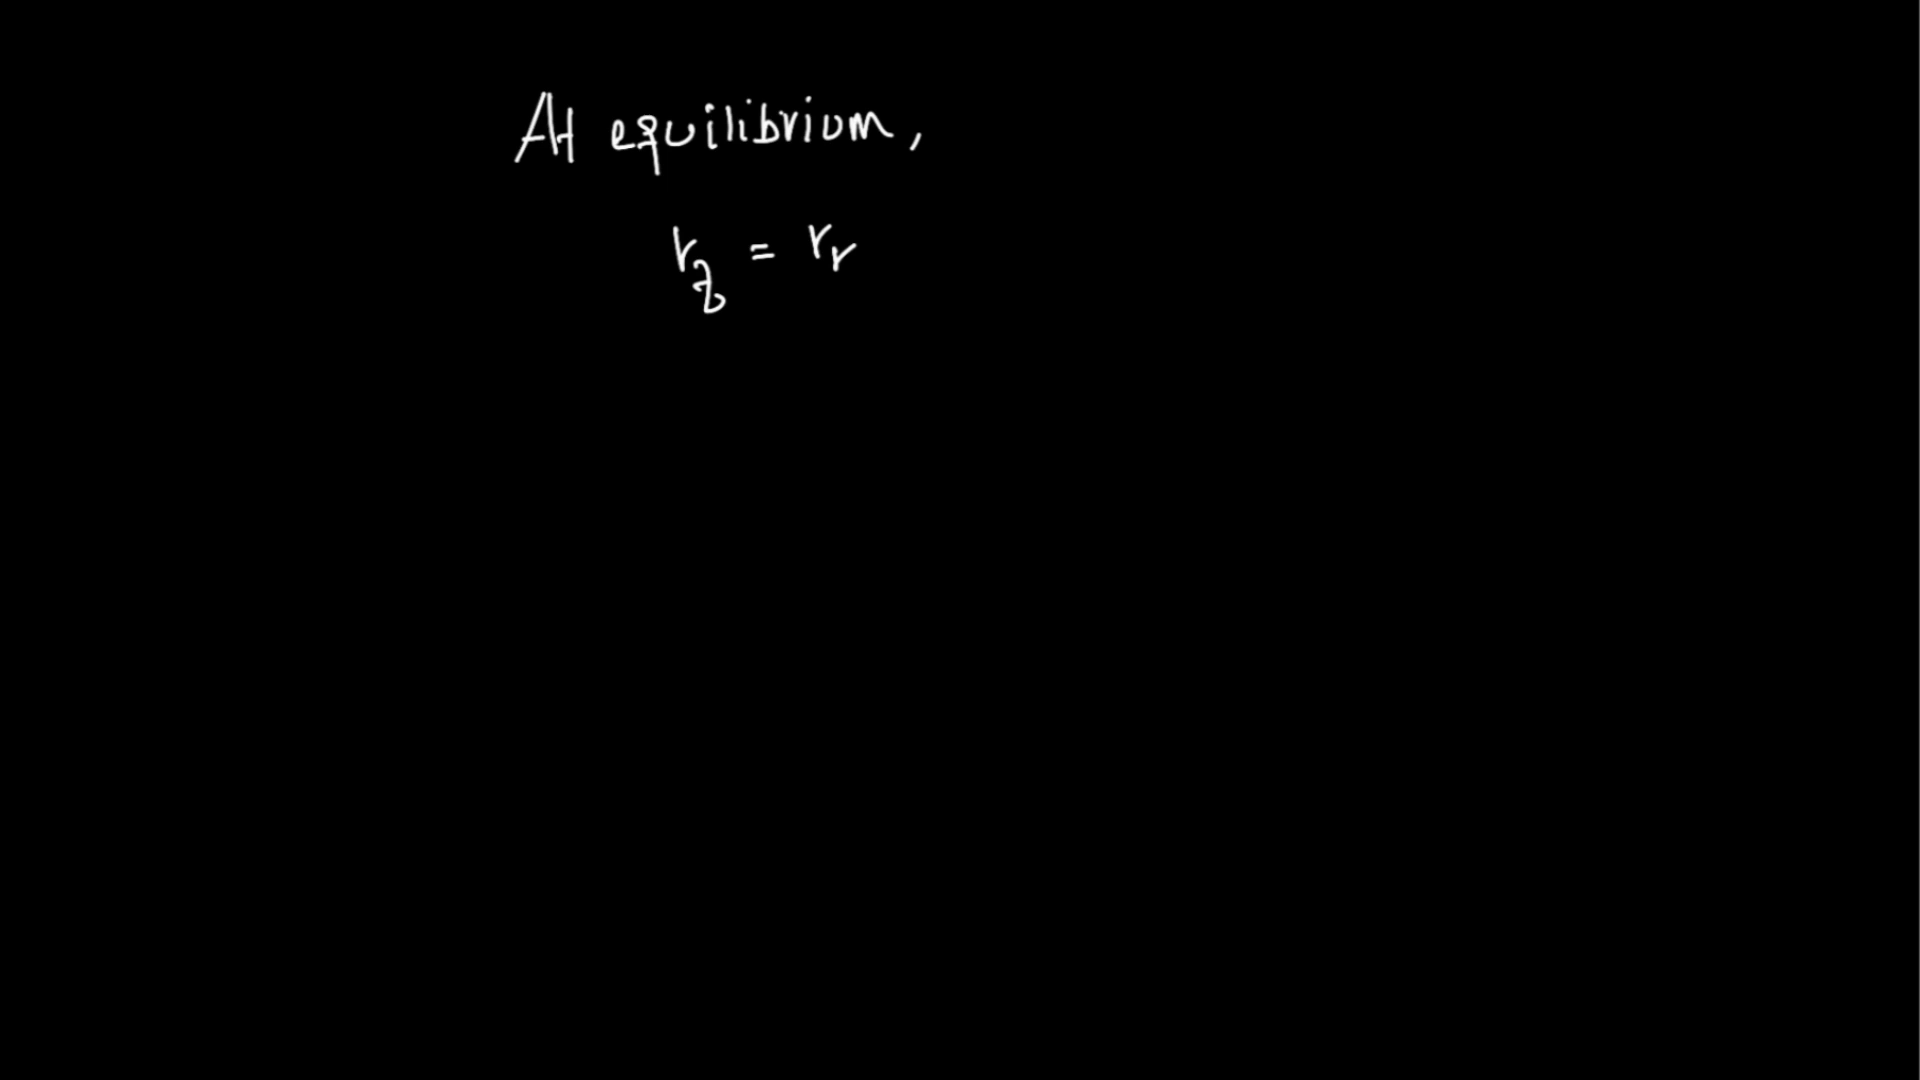 At equilibrium,
r_f = r_r